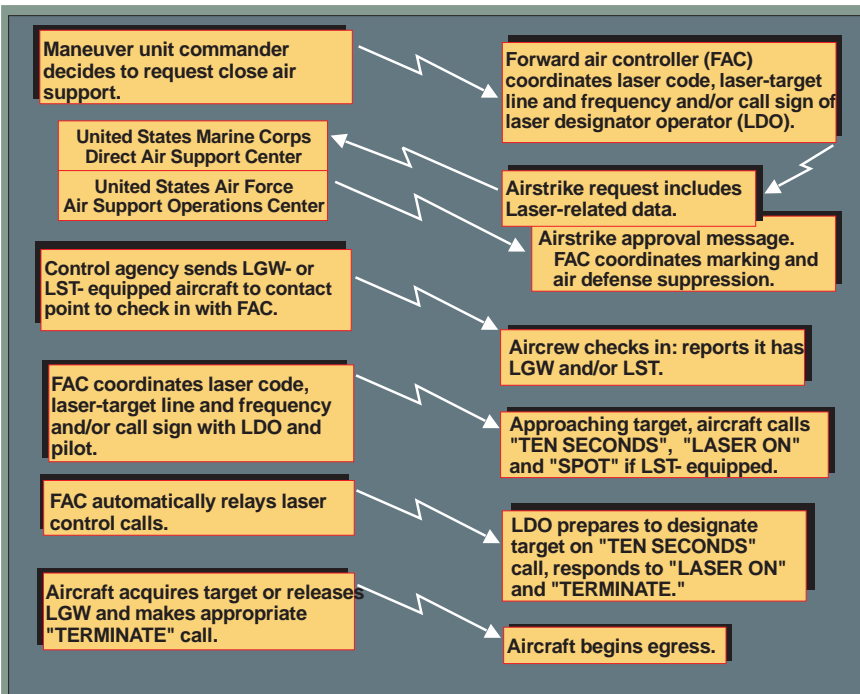 Maneuver unit commander
decides to request close air
support.
Forward air controller (FAC)
coordinates laser code, laser-target
line and frequency and/or call sign of
laser designator operator (LDO).
United States Marine Corps
Direct Air Support Center
United States Air Force
Air Support Operations Center
Airstrike request includes
Laser-related data.
Airstrike approval message.
FAC coordinates marking and
air defense suppression.
Control agency sends LGW- or
LST- equipped aircraft to contact
point to check in with FAC.
Aircrew checks in: reports it has
LGW and/or LST.
FAC coordinates laser code,
laser-target line and frequency
and/or call sign with LDO and
pilot.
Approaching target, aircraft calls
"TEN SECONDS", "LASER ON"
and "SPOT" if LST- equipped.
FAC automatically relays laser
control calls.
LDO prepares to designate
target on "TEN SECONDS"
call, responds to "LASER ON"
and "TERMINATE."
Aircraft acquires target or releases
LGW and makes appropriate
"TERMINATE" call.
Aircraft begins egress.